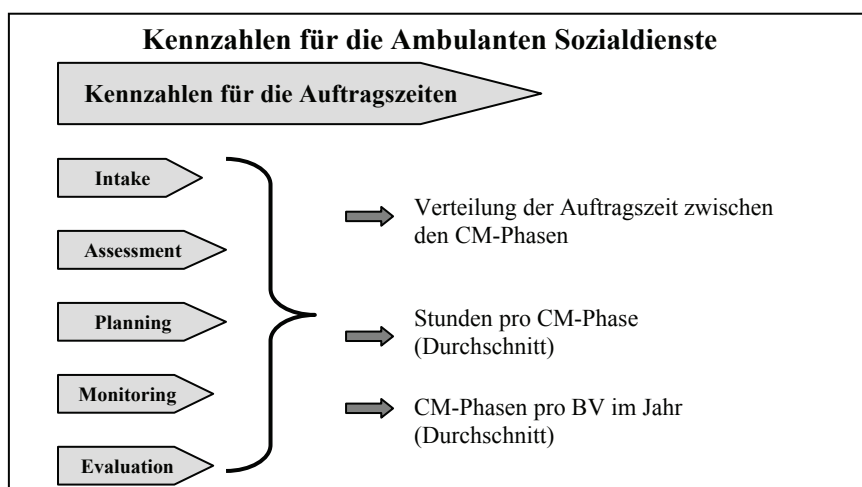 Kennzahlen für die Ambulanten Sozialdienste
Kennzahlen für die Auftragszeiten
Intake
Assessment
Planning
Monitoring
Evaluation
Verteilung der Auftragszeit zwischen
den CM-Phasen
Stunden pro CM-Phase
(Durchschnitt)
CM-Phasen pro BV im Jahr
(Durchschnitt)